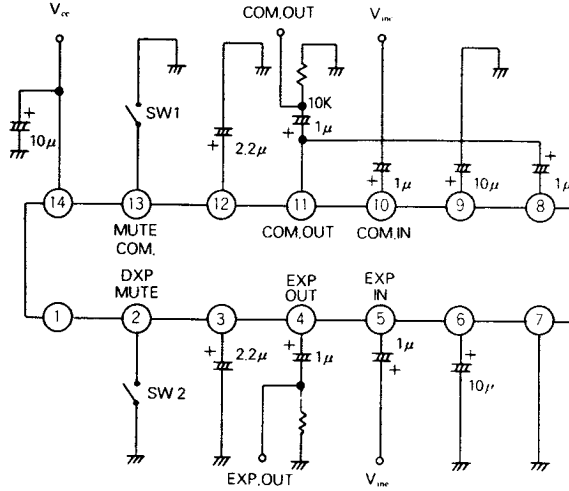 COM.OUT
Vcc
Vinc
SW1
10K
10μ
2.2μ
1μ
1μ
10μ
1μ
14
13
12
11
10
9
8
MUTE
COM.
COM.OUT
COM.IN
DXP
MUTE
EXP
OUT
EXP
IN
1
2
3
4
5
6
7
2.2μ
1μ
1μ
10μ
SW 2
EXP.OUT
Vinc